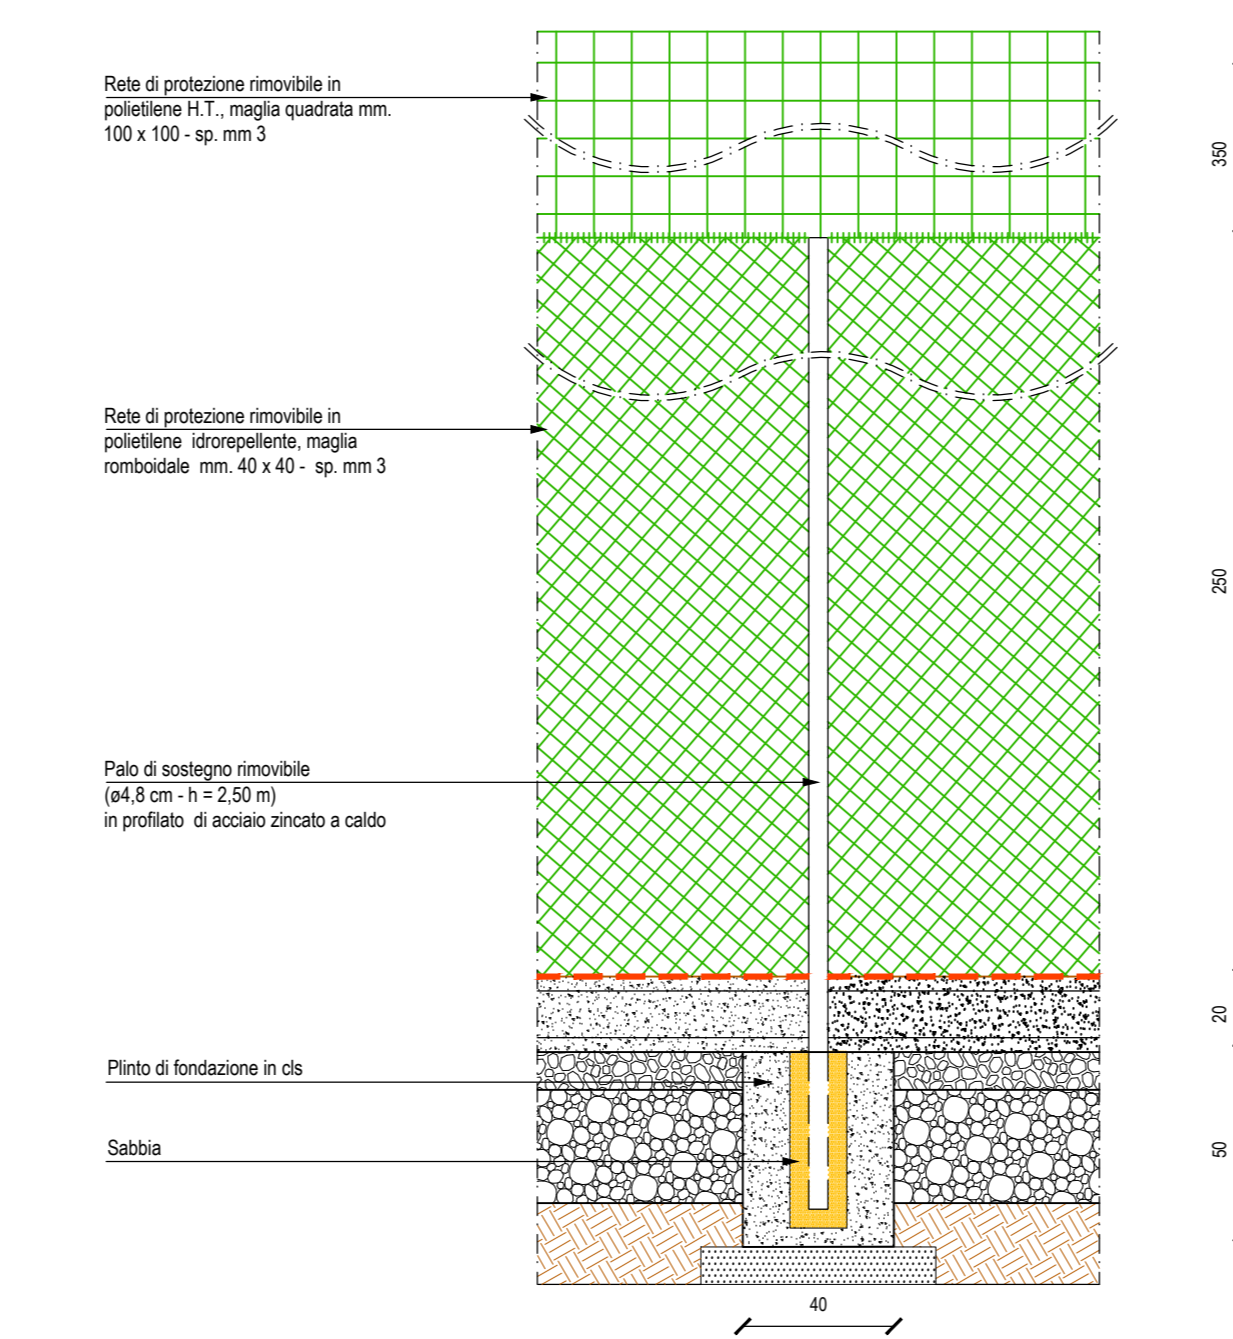 Rete di protezione rimovibile in
polietilene H.T., maglia quadrata mm.
100 x 100 - sp. mm 3
350
Rete di protezione rimovibile in
polietilene idrorepellente, maglia
romboidale mm. 40 x 40 - sp. mm 3
250
Palo di sostegno rimovibile
(ø4,8 cm - h = 2,50 m)
in profilato di acciaio zincato a caldo
20
Plinto di fondazione in cls
Sabbia
50
40